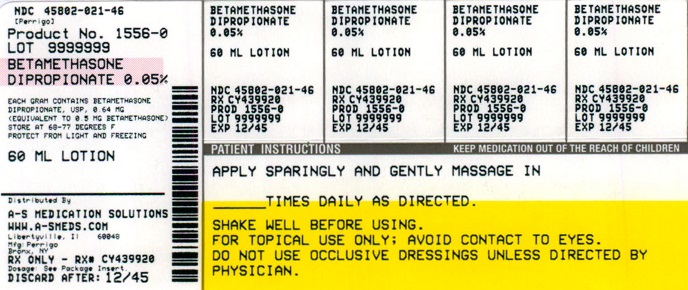 NDC 45802-021-46
[Perrigo]
Product No. 1556-0
LOT 9999999
BETAMETHASONE
DIPROPIONATE 0.05%
EACH GRAM CONTAINS BETAMETHASONE
DIPROPIONATE, USP, 0.64 MG
(EQUIVALENT TO 0.5 MG BETAMETHASONE)
STORE AT 68-77 DEGREES F
PROTECT FROM LIGHT AND FREEZING
60 ML LOTION
Distributed By
A-S MEDICATION SOLUTIONS
WWW.A-SMEDS.COM
Libertyville, Il 60048
Mfg: Perrigo
Bronx, NY
RX ONLY - RX# CY439920
Dosage: See Package Insert.
DISCARD AFTER: 12/45
BETAMETHASONE
DIPROPIONATE
0.05%
60 ML LOTION
NDC 45802-021-46
RX CY439920
PROD 1556-0
LOT 9999999
EXP 12/45
BETAMETHASONE
DIPROPIONATE
0.05%
60 ML LOTION
NDC 45802-021-46
RX CY439920
PROD 1556-0
LOT 9999999
EXP 12/45
BETAMETHASONE
DIPROPIONATE
0.05%
60 ML LOTION
NDC 45802-021-46
RX CY439920
PROD 1556-0
LOT 9999999
EXP 12/45
BETAMETHASONE
DIPROPIONATE
0.05%
60 ML LOTION
NDC 45802-021-46
RX CY439920
PROD 1556-0
LOT 9999999
EXP 12/45
PATIENT INSTRUCTIONS KEEP MEDICATION OUT OF THE REACH OF CHILDREN
APPLY SPARINGLY AND GENTLY MASSAGE IN
______TIMES DAILY AS DIRECTED.
SHAKE WELL BEFORE USING.
FOR TOPICAL USE ONLY; AVOID CONTACT TO EYES.
DO NOT USE OCCLUSIVE DRESSINGS UNLESS DIRECTED BY
PHYSICIAN.